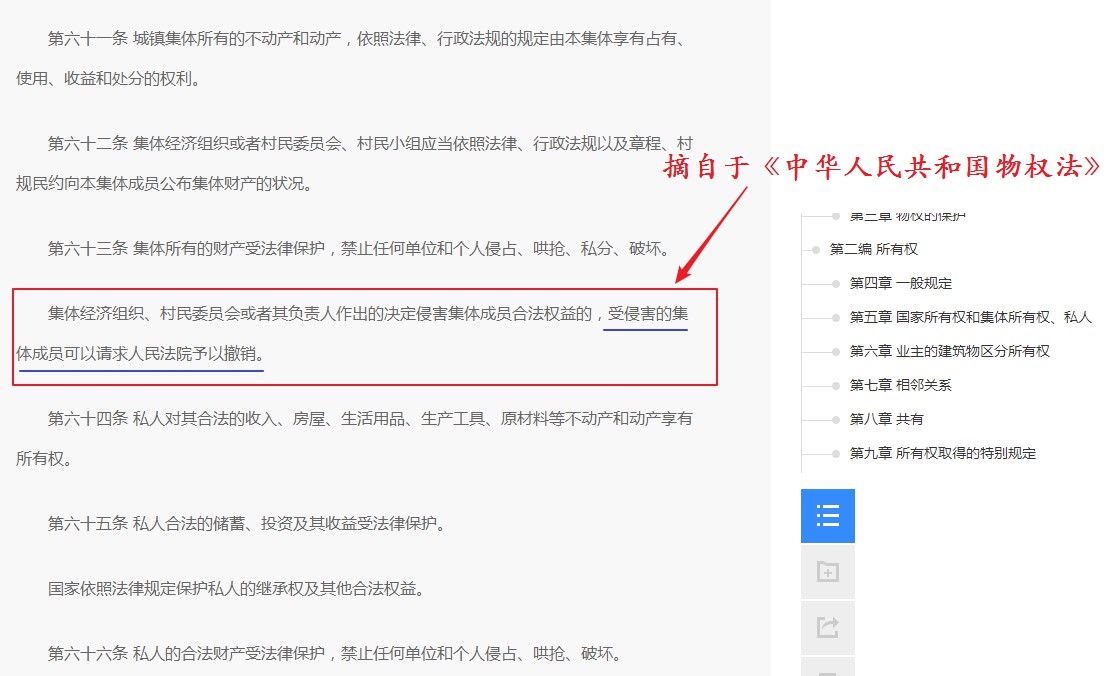 第六十一条 城镇集体所有的不动产和动产，依照法律、行政法规的规定由本集体享有占有、
使用、收益和处分的权利。
第六十二条 集体经济组织或者村民委员会、村民小组应当依照法律、行政法规以及章程、村
规民约向本集体成员公布集体财产的状况。
第六十三条 集体所有的财产受法律保护，禁止任何单位和个人侵占、哄抢、私分、破坏。
集体经济组织、村民委员会或者其负责人作出的决定侵害集体成员合法权益的，受侵害的集
体成员可以请求人民法院予以撤销。
第六十四条 私人对其合法的收入、房屋、生活用品、生产工具、原材料等不动产和动产享有
所有权。
第六十五条 私人合法的储蓄、投资及其收益受法律保护。
国家依照法律规定保护私人的继承权及其他合法权益。
第六十六条 私人的合法财产受法律保护，禁止任何单位和个人侵占、哄抢、破坏。
摘自于《中华人民共和国物权法》
第三章 物权的保护
第二编 所有权
第四章 一般规定
第五章 国家所有权和集体所有权、私人
第六章 业主的建筑物区分所有权
第七章 相邻关系
第八章 共有
第九章 所有权取得的特别规定